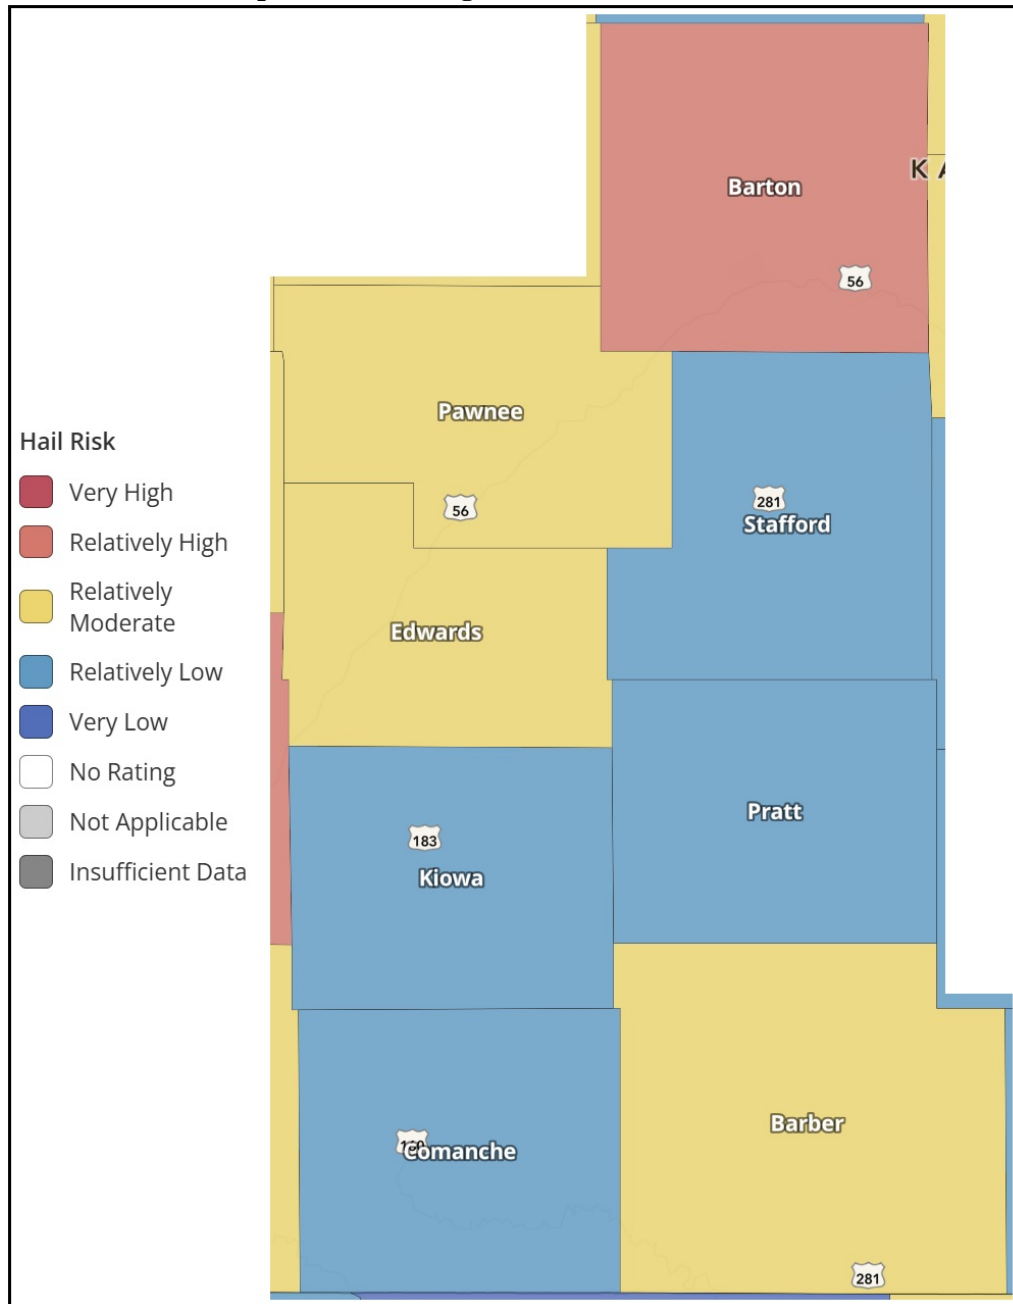 Barton
K A
56
Pawnee
56
281
Stafford
Edwards
Hail Risk
Very High
Relatively High
Relatively
Moderate
Relatively Low
Very Low
No Rating
Not Applicable
Insufficient Data
Pratt
183
Kiowa
Barber
160
Comanche
281